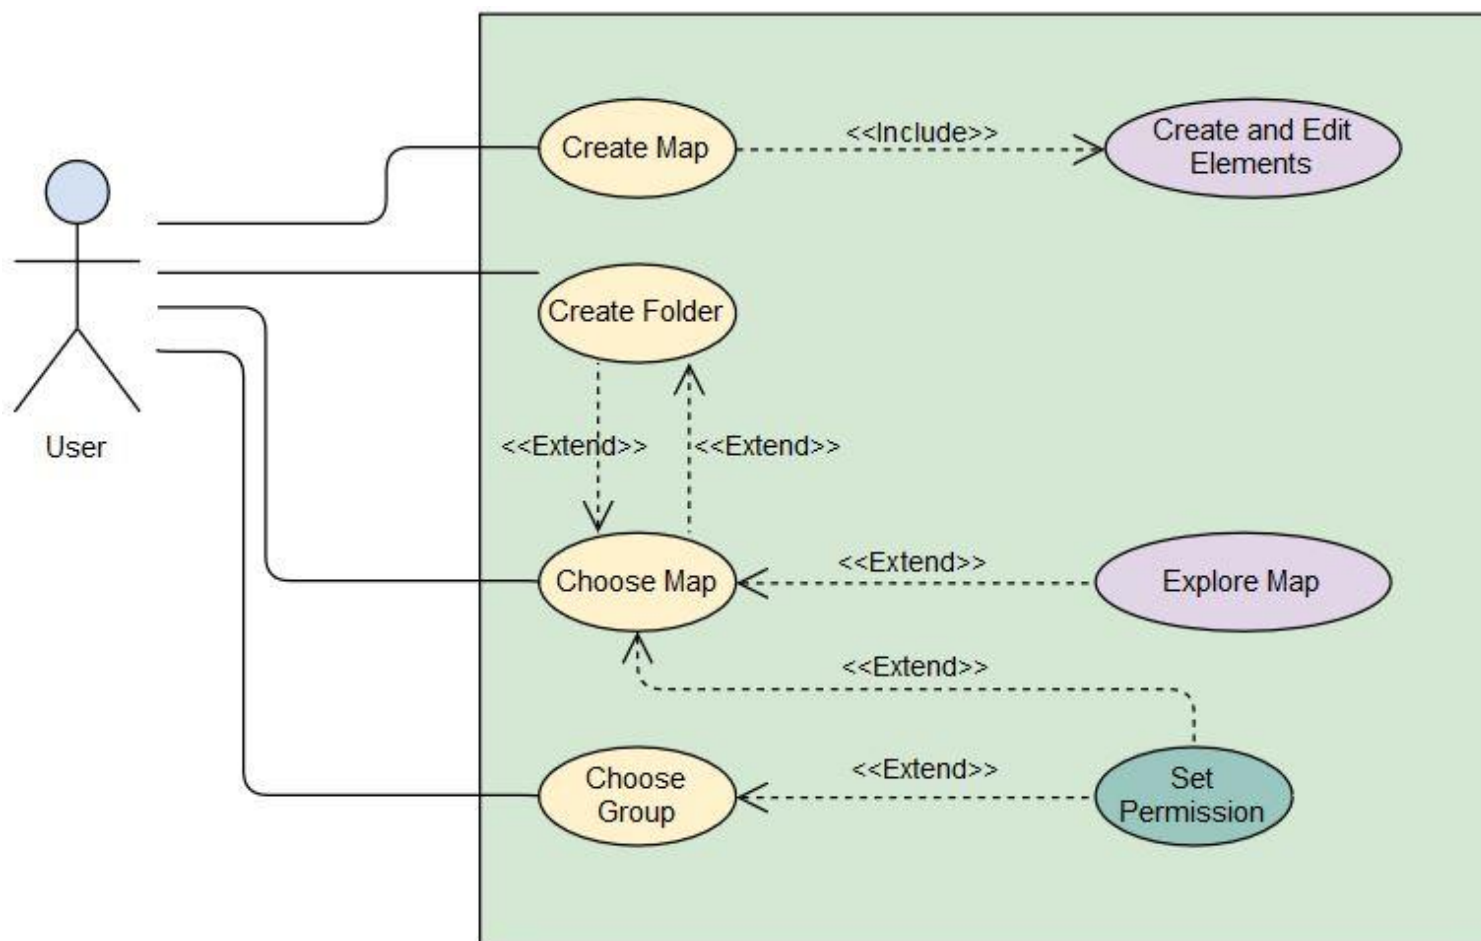 Create Map
<<Include>>
Create and Edit
Elements
Create Folder
User
<<Extend>>
<<Extend>>
Choose Map
<<Extend>>
Explore Map
<<Extend>>
Choose
Group
<<Extend>>
Set
Permission